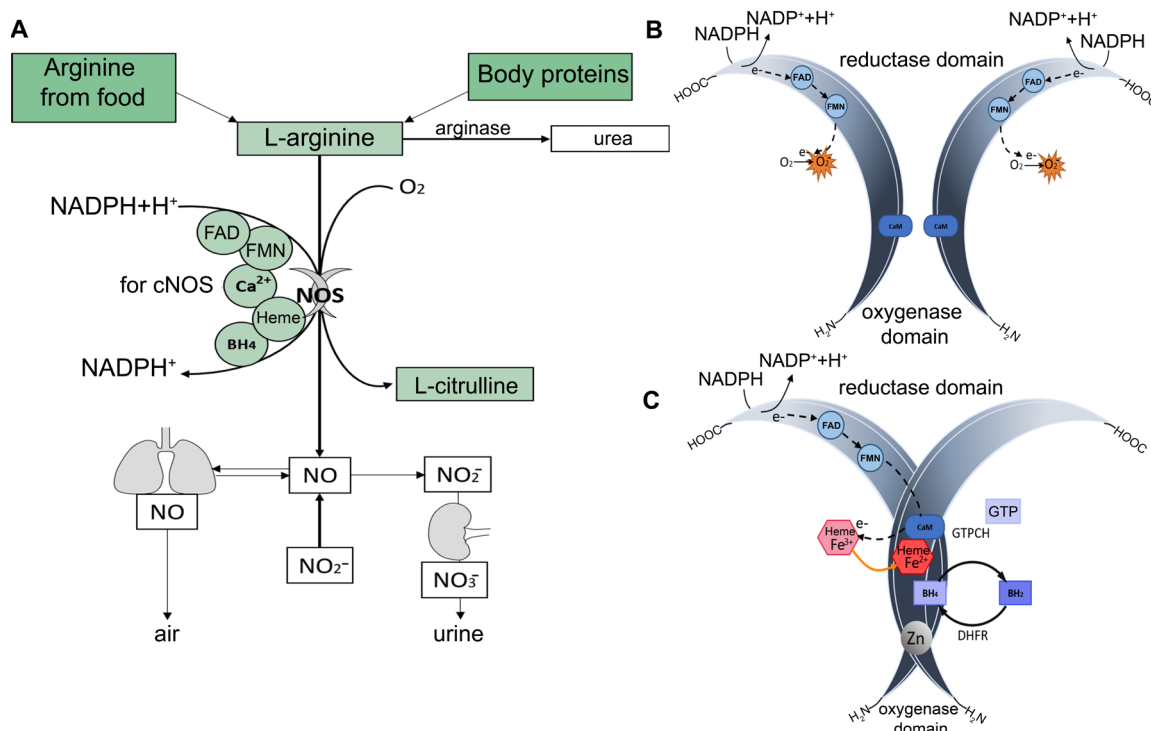 A
Arginine
from food
Body proteins
L-arginine
arginase
urea
O₂
NADPH+H⁺
FAD
FMN
for cNOS
Ca²⁺
NOS
Heme
BH4
NADPH⁺
L-citrulline
NO
NO₂⁻
NO
NO₂–
NO₃⁻
air
urine
B
NADP⁺+H⁺
NADPH
reductase domain
NADP⁺+H⁺
NADPH
HOOC
e-
FAD
FMN
e-
O₂
O₂⁻
HOOC
e-
FAD
FMN
e-
O₂
O₂⁻
CaM
CaM
oxygenase
domain
H₂N
H₂N
C
NADP⁺+H⁺
NADPH
reductase domain
HOOC
e-
FAD
FMN
HOOC
GTP
CaM
GTPCH
e-
Heme
Fe³⁺
Heme
Fe²⁺
BH₄
BH₂
DHFR
Zn
H₂N
oxygenase
domain
H₂N